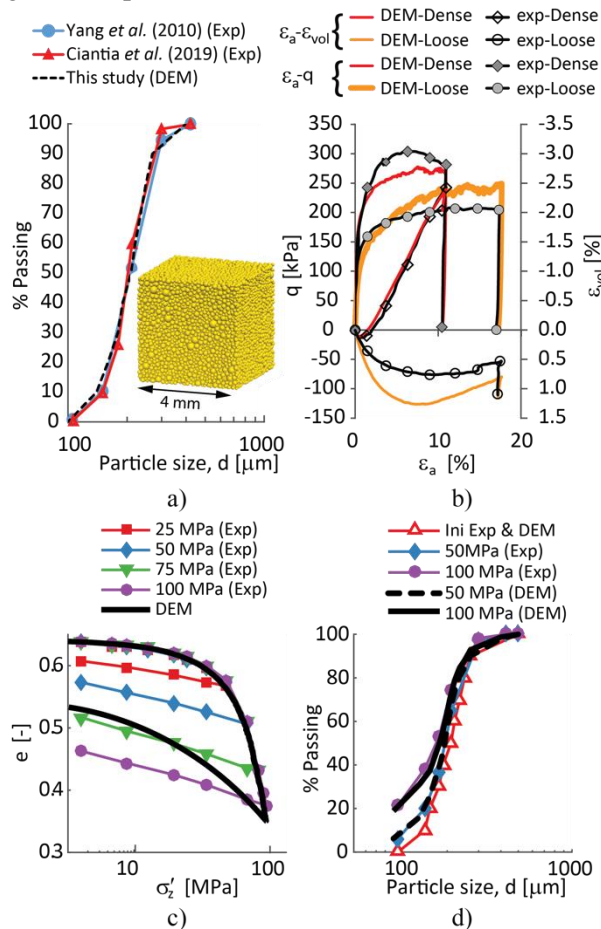 Yang et al. (2010) (Exp)
Ciantia et al. (2019) (Exp)
This study (DEM)
εa-εvol
DEM-Dense
exp-Dense
DEM-Loose
exp-Loose
εa-q
DEM-Dense
exp-Dense
DEM-Loose
exp-Loose
% Passing
100
90
80
70
60
50
40
30
20
10
0
4 mm
100
1000
Particle size, d [μm]
a)
q [kPa]
350
300
250
200
150
100
50
0
-50
-100
-150
-3.5
-3.0
-2.5
-2.0
-1.5
-1.0
-0.5
0.0
0.5
1.0
1.5
εvol [%]
0
5
10
15
20
εa [%]
b)
25 MPa (Exp)
50 MPa (Exp)
75 MPa (Exp)
100 MPa (Exp)
DEM
e [-]
0.6
0.5
0.4
0.3
10
100
σ'z [MPa]
c)
Ini Exp & DEM
50MPa (Exp)
100 MPa (Exp)
50 MPa (DEM)
100 MPa (DEM)
% Passing
100
80
60
40
20
0
100
1000
Particle size, d [μm]
d)